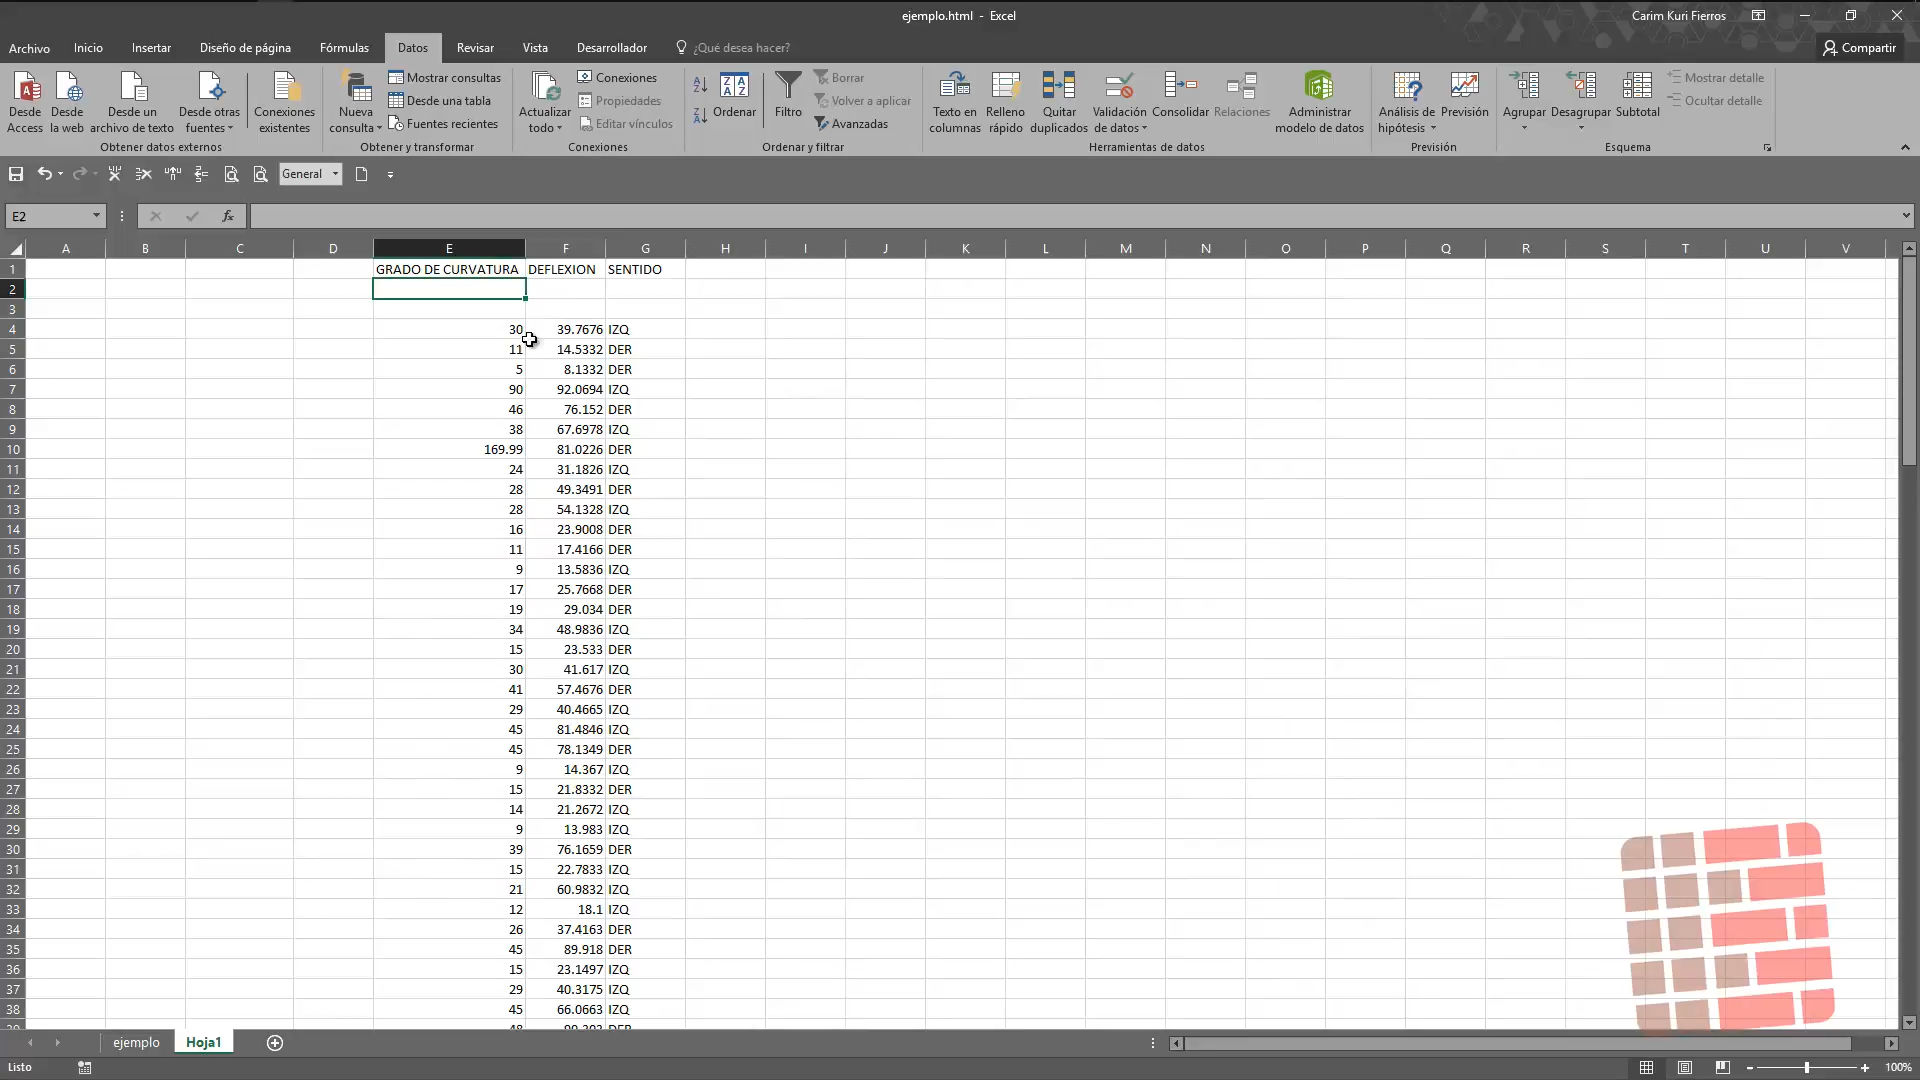 ejemplo.html - Excel
Carim Kuri Fierros
Archivo Inicio Insertar Diseño de página Fórmulas Datos Revisar Vista Desarrollador ¿Qué desea hacer? Compartir
Desde Access
Desde la web
Desde un archivo de texto
Desde otras fuentes
Conexiones existentes
Obtener datos externos
Nueva consulta
Mostrar consultas
Desde una tabla
Fuentes recientes
Obtener y transformar
Actualizar todo
Conexiones
Propiedades
Editar vínculos
Conexiones
Ordenar
Filtro
Borrar
Volver a aplicar
Avanzadas
Ordenar y filtrar
Texto en columnas
Relleno rápido
Quitar duplicados
Validación de datos
Consolidar
Relaciones
Administrar modelo de datos
Herramientas de datos
Análisis de hipótesis
Previsión
Previsión
Agrupar
Desagrupar
Subtotal
Mostrar detalle
Ocultar detalle
Esquema
General
E2
fx
A B C D E F G H I J K L M N O P Q R S T U V
1 GRADO DE CURVATURA DEFLEXION SENTIDO
2
3
4 30 39.7676 IZQ
5 11 14.5332 DER
6 5 8.1332 DER
7 90 92.0694 IZQ
8 46 76.152 DER
9 38 67.6978 IZQ
10 169.99 81.0226 DER
11 24 31.1826 IZQ
12 28 49.3491 DER
13 28 54.1328 IZQ
14 16 23.9008 DER
15 11 17.4166 DER
16 9 13.5836 IZQ
17 17 25.7668 DER
18 19 29.034 DER
19 34 48.9836 IZQ
20 15 23.533 DER
21 30 41.617 IZQ
22 41 57.4676 DER
23 29 40.4665 IZQ
24 45 81.4846 IZQ
25 45 78.1349 DER
26 9 14.367 IZQ
27 15 21.8332 DER
28 14 21.2672 IZQ
29 9 13.983 IZQ
30 39 76.1659 DER
31 15 22.7833 IZQ
32 21 60.9832 IZQ
33 12 18.1 IZQ
34 26 37.4163 DER
35 45 89.918 DER
36 15 23.1497 IZQ
37 29 40.3175 IZQ
38 45 66.0663 IZQ
ejemplo Hoja1
Listo
100%